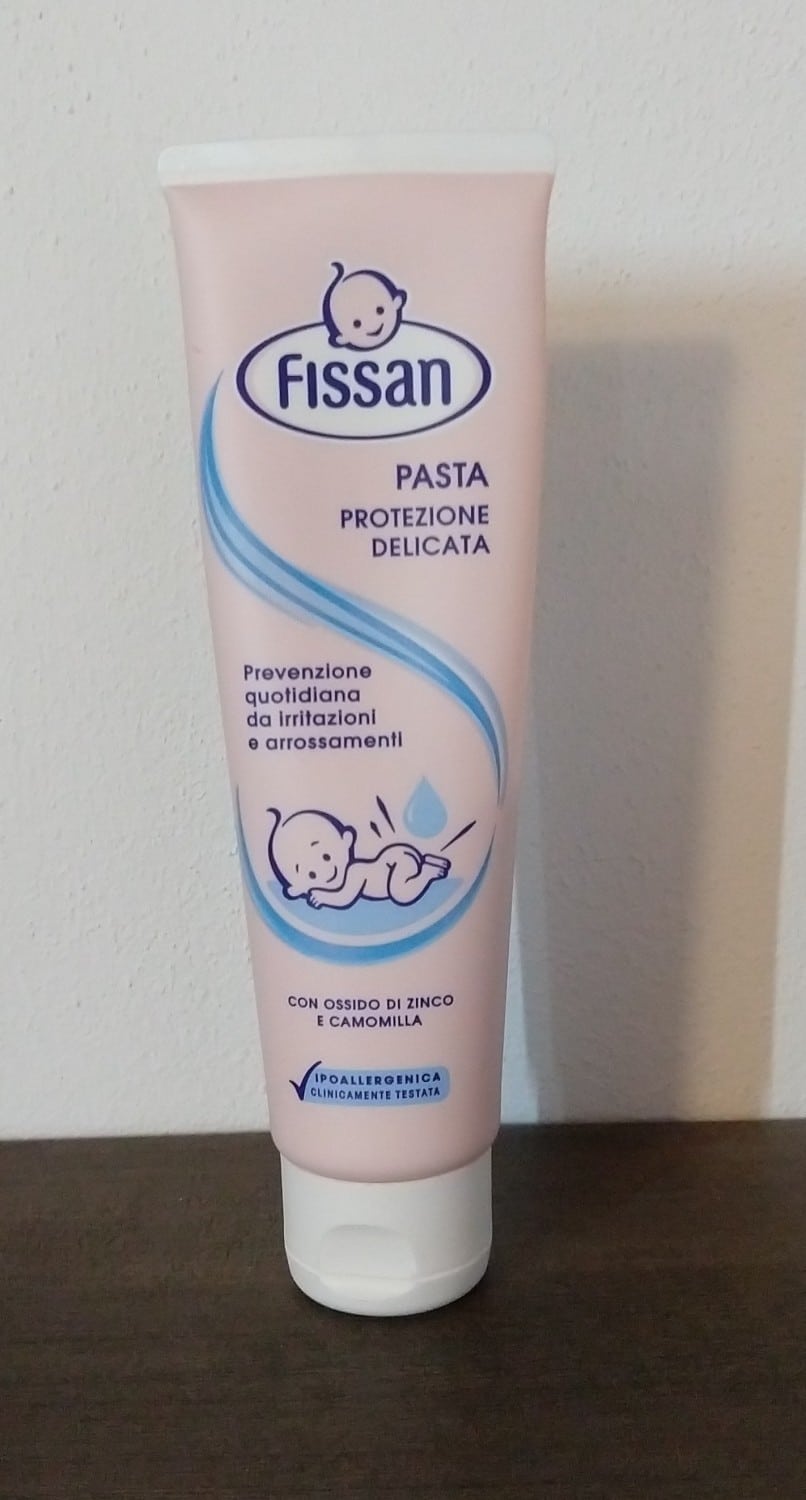 Fissan
PASTA
PROTEZIONE
DELICATA
Prevenzione
quotidiana
da irritazioni
e arrossamenti
CON OSSIDO DI ZINCO
E CAMOMILLA
IPOALLERGENICA
CLINICAMENTE TESTATA